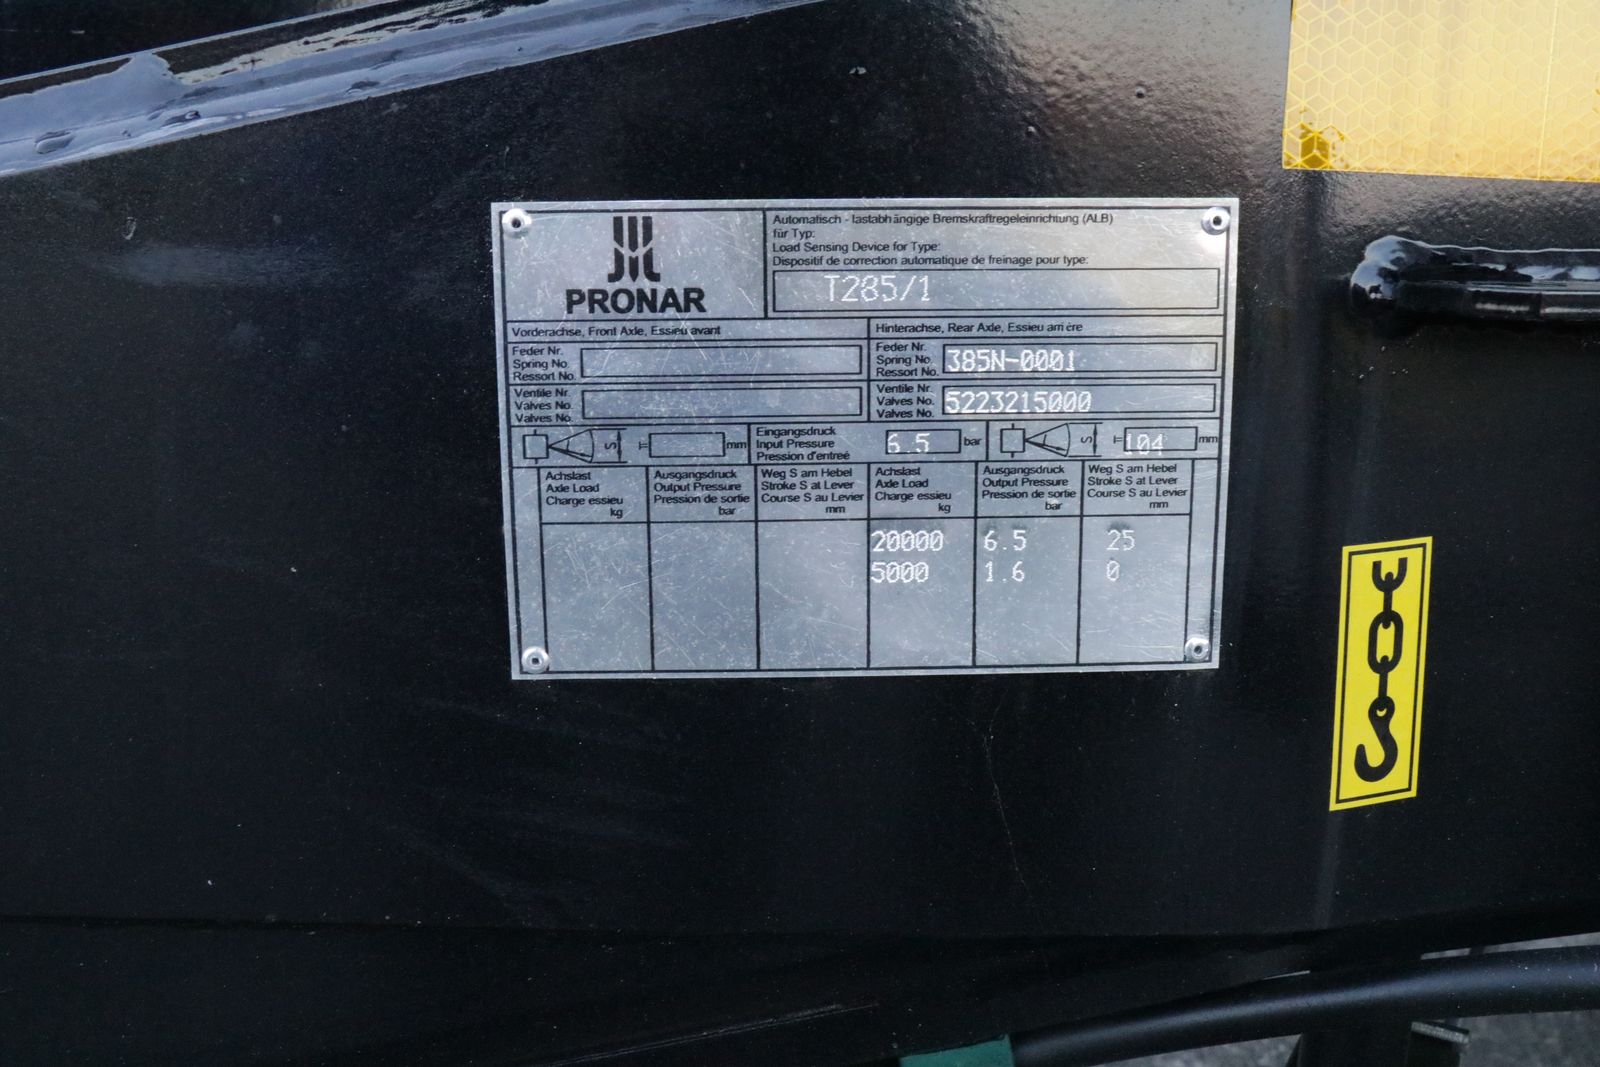 PRONAR
Automatisch - lastabhängige Bremskraftregeleinrichtung (ALB)
für Typ:
Load Sensing Device for Type:
Dispositif de correction automatique de freinage pour type:
T285/1
Vorderachse, Front Axle, Essieu avant
Feder Nr.
Spring No.
Ressort No.
Ventile Nr.
Valves No.
Valves No.
Hinterachse, Rear Axle, Essieu arrière
Feder Nr.
Spring No.
Ressort No.
385N-0001
Ventile Nr.
Valves No.
Valves No.
5223215000
S
l=
mm
Eingangsdruck
Input Pressure
Pression d'entreé
6.5
bar
S
l=
104
mm
Achslast
Axle Load
Charge essieu
kg
Ausgangsdruck
Output Pressure
Pression de sortie
bar
Weg S am Hebel
Stroke S at Lever
Course S au Levier
mm
Achslast
Axle Load
Charge essieu
kg
Ausgangsdruck
Output Pressure
Pression de sortie
bar
Weg S am Hebel
Stroke S at Lever
Course S au Levier
mm
20000 6.5 25
5000 1.6 0